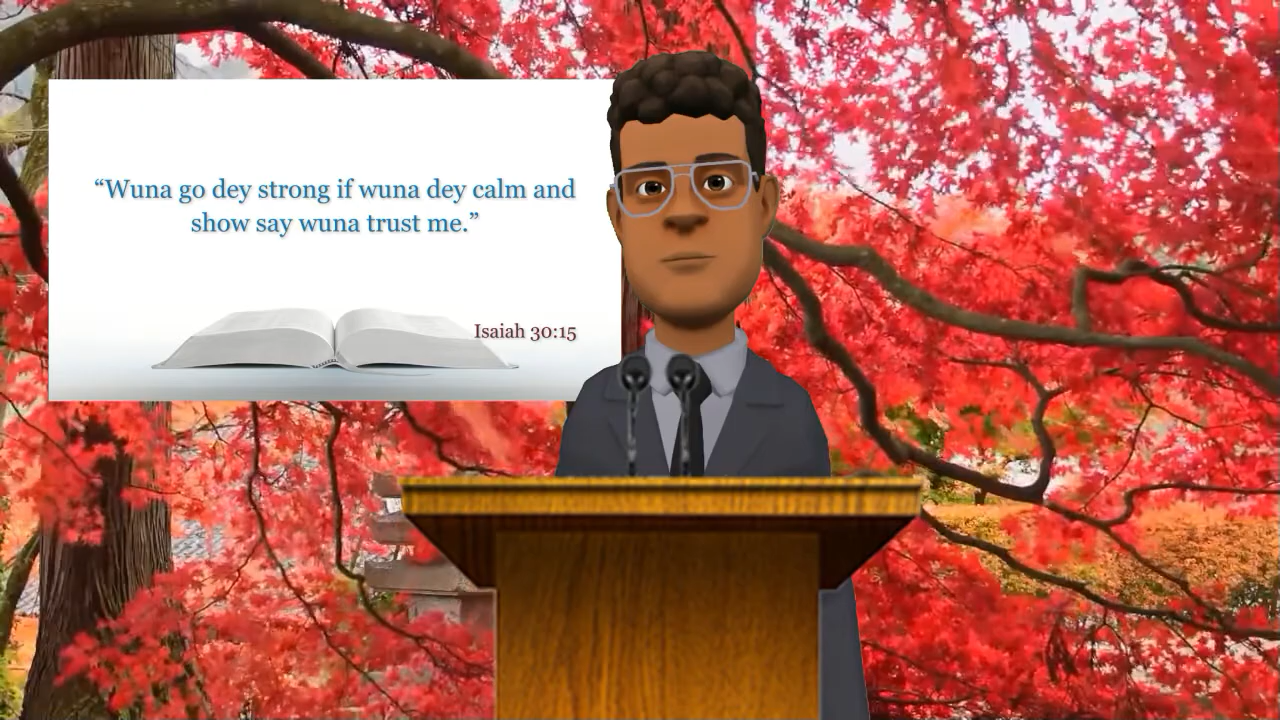 “Wuna go dey strong if wuna dey calm and
show say wuna trust me.”
Isaiah 30:15